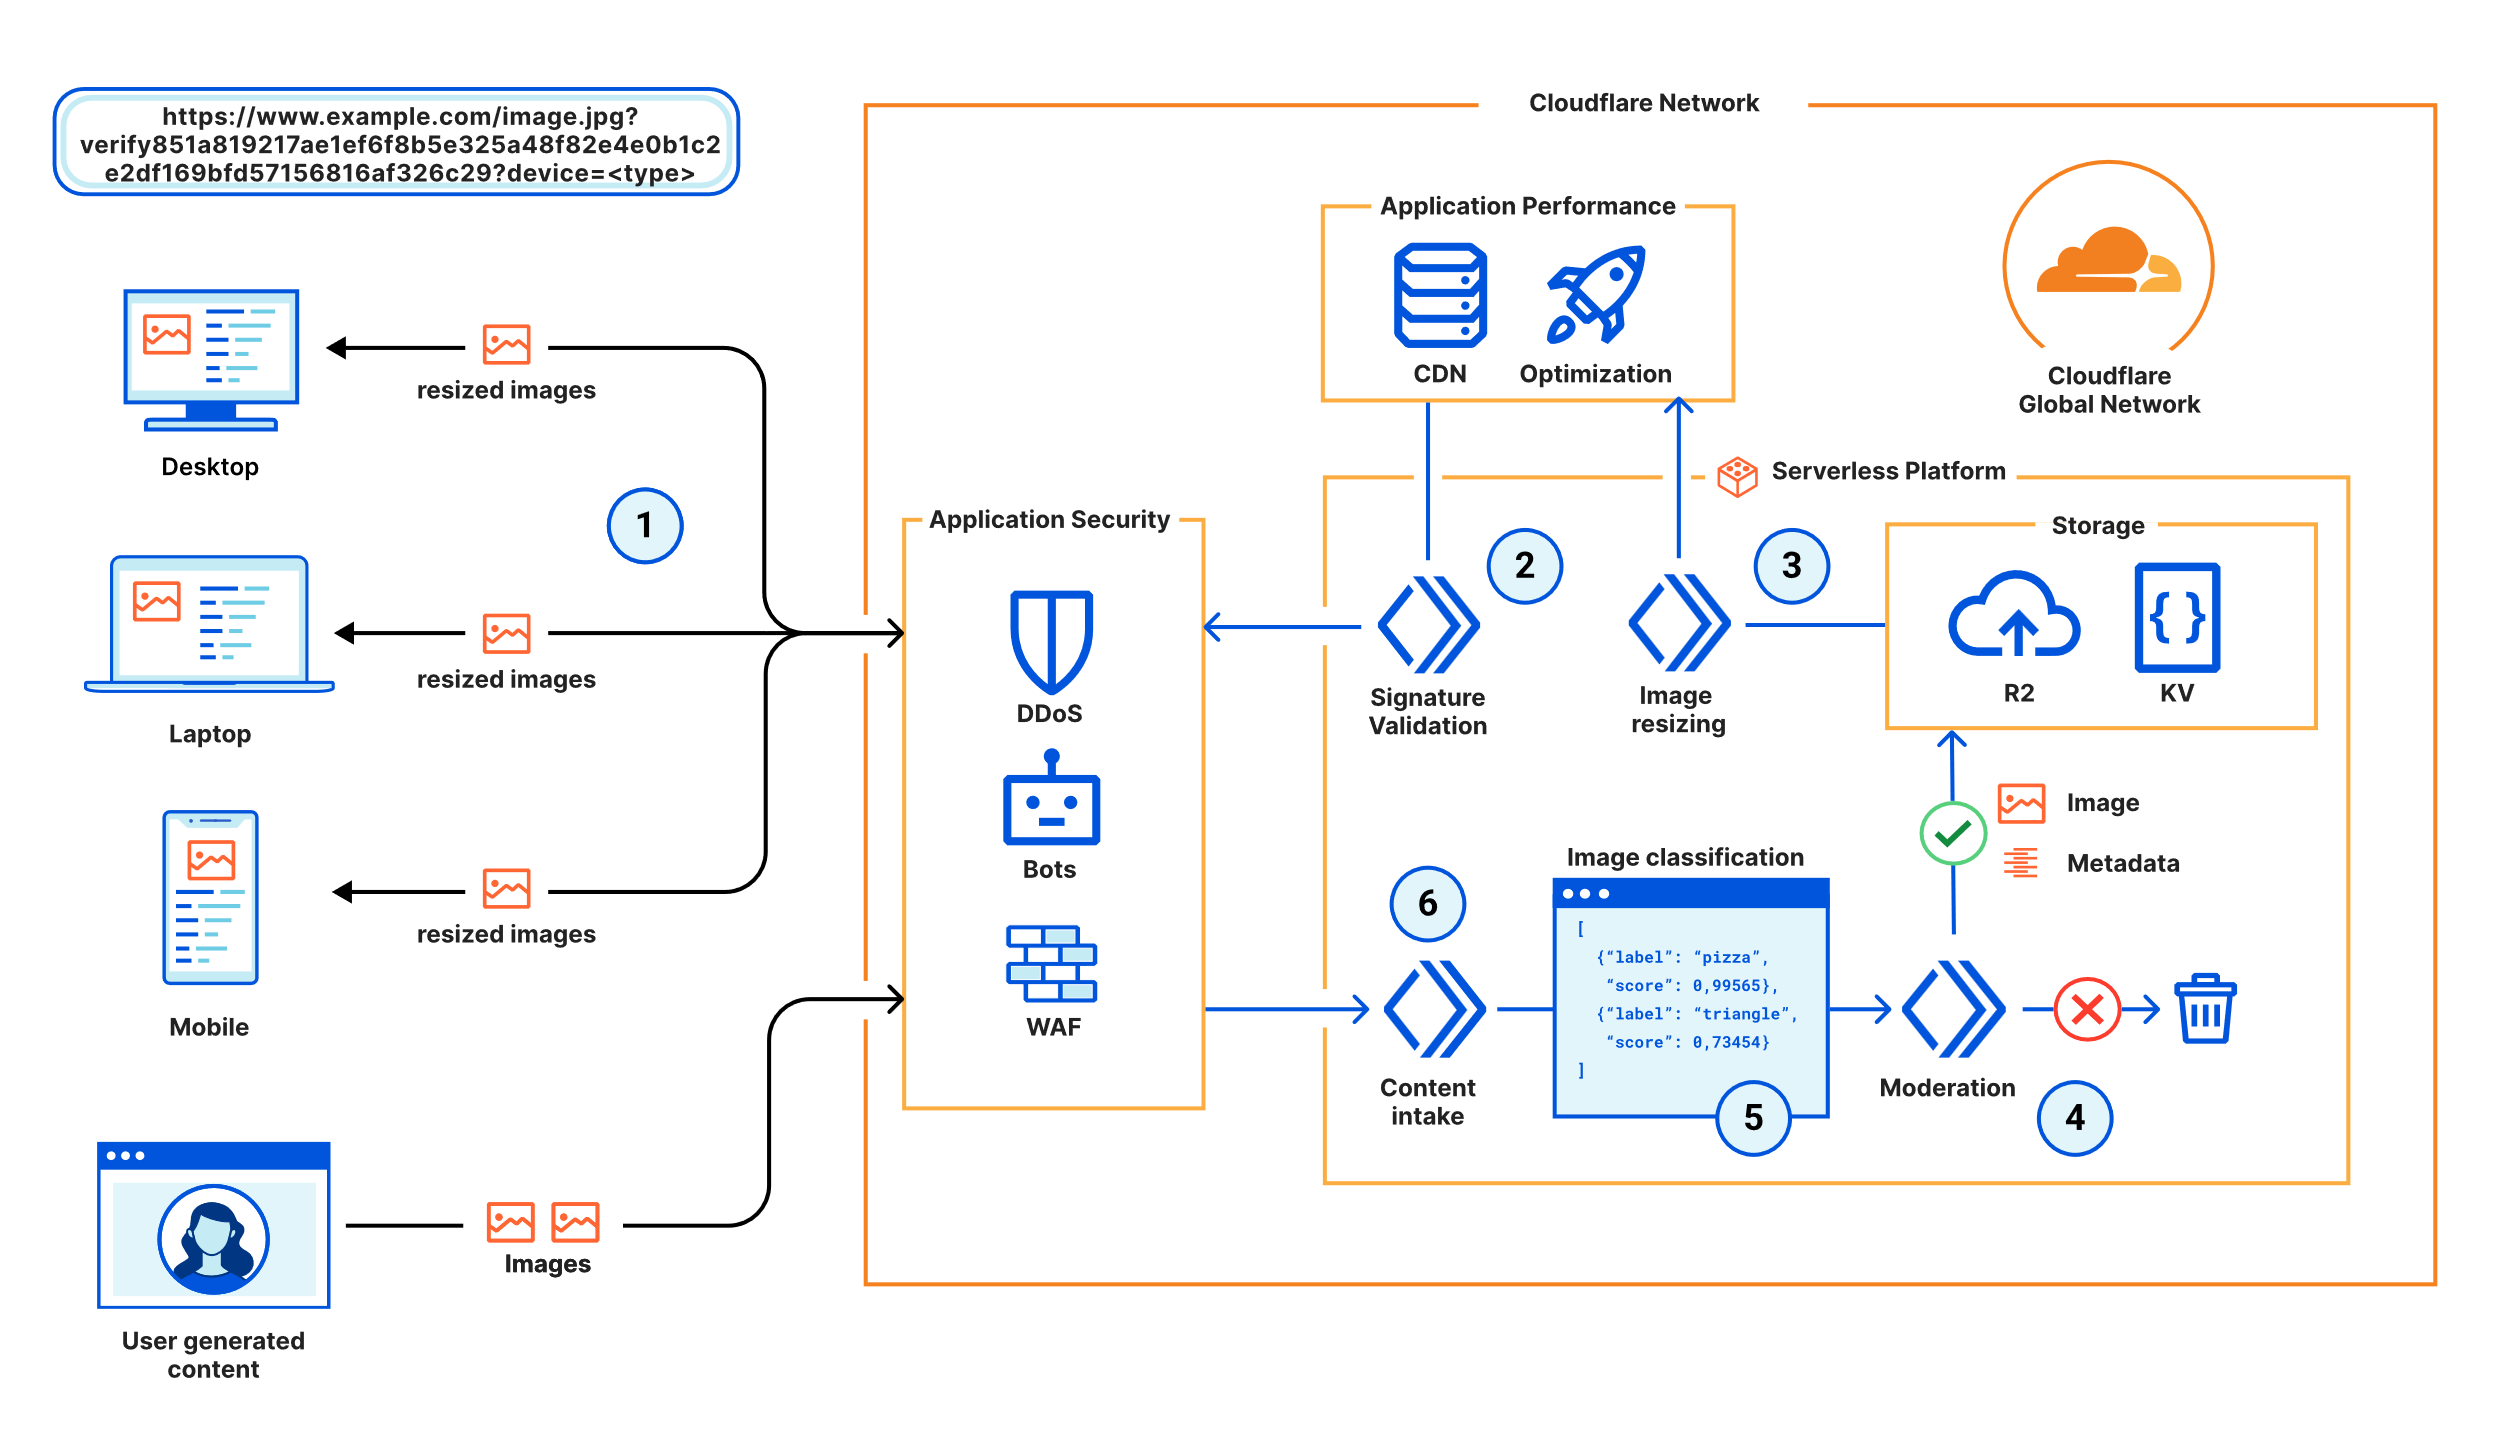 https://www.example.com/image.jpg?
verify851a819217ae1ef6f8b5e325a48f82e4e0b1c2
e2df169bfd57156816af326c29?device=<type>
Cloudflare Network
Application Performance
CDN
Optimization
Cloudflare
Global Network
resized images
Desktop
1
Application Security
Serverless Platform
Storage
2
3
resized images
Laptop
DDoS
Signature
Validation
Image
resizing
R2
KV
Image
Metadata
Bots
Image classification
6
[
{“label”: “pizza”,
“score”: 0,99565},
{“label”: “triangle”,
“score”: 0,73454}
]
resized images
Mobile
WAF
Content
intake
5
Moderation
4
Images
User generated
content